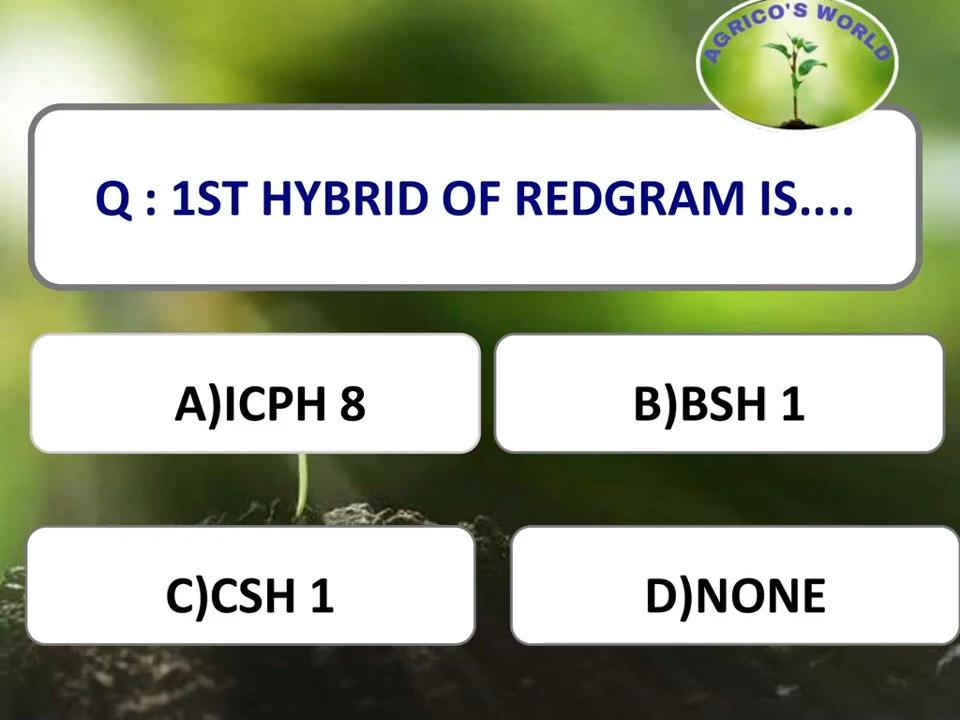 AGRICO'S WORLD
Q : 1ST HYBRID OF REDGRAM IS....
A)ICPH 8
B)BSH 1
C)CSH 1
D)NONE